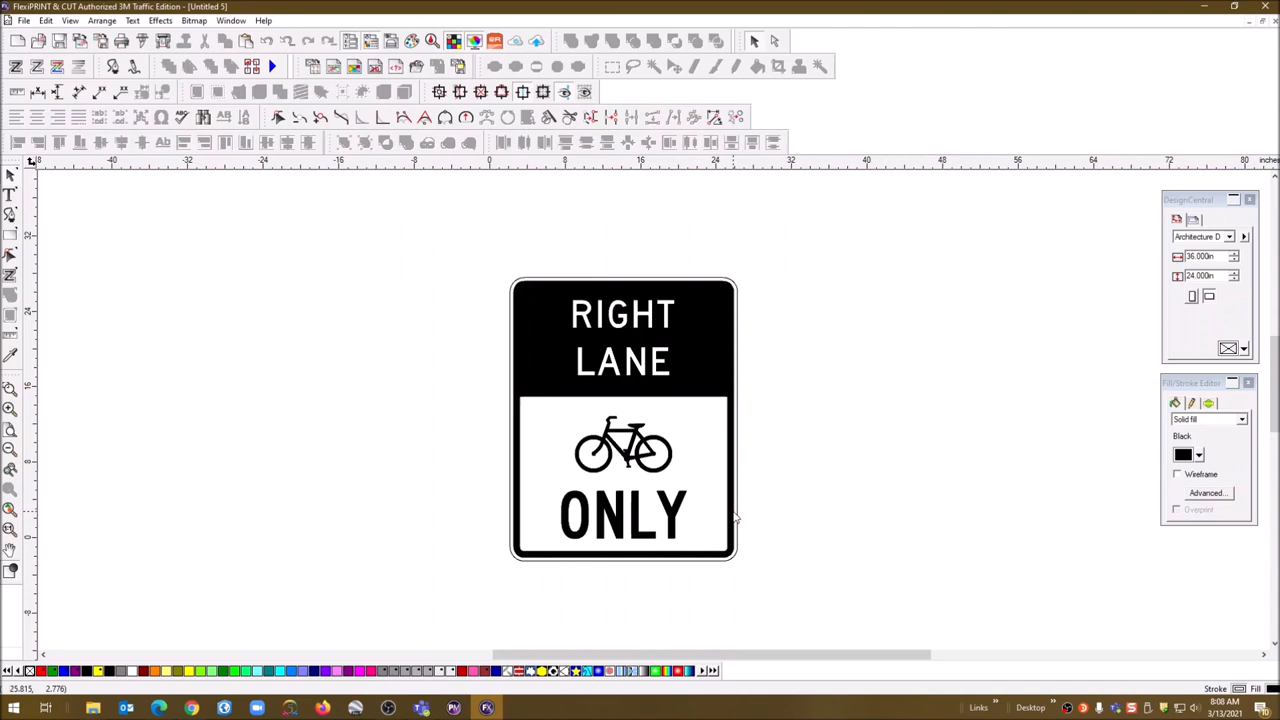 FlexiPRINT & CUT Authorized 3M Traffic Edition - [Untitled 5]
File Edit View Arrange Text Effects Bitmap Window Help
-40 -32 -24 -16 -8 0 8 16 24 32 40 48 56 64 72 80 inches
DesignCentral
Architecture D
36.000in
24.000in
RIGHT
LANE
ONLY
Fill/Stroke Editor
Solid fill
Black
Wireframe
Advanced...
Overprint
25.815, 2.776)
Stroke Fill
Links Desktop
8:08 AM
3/13/2021